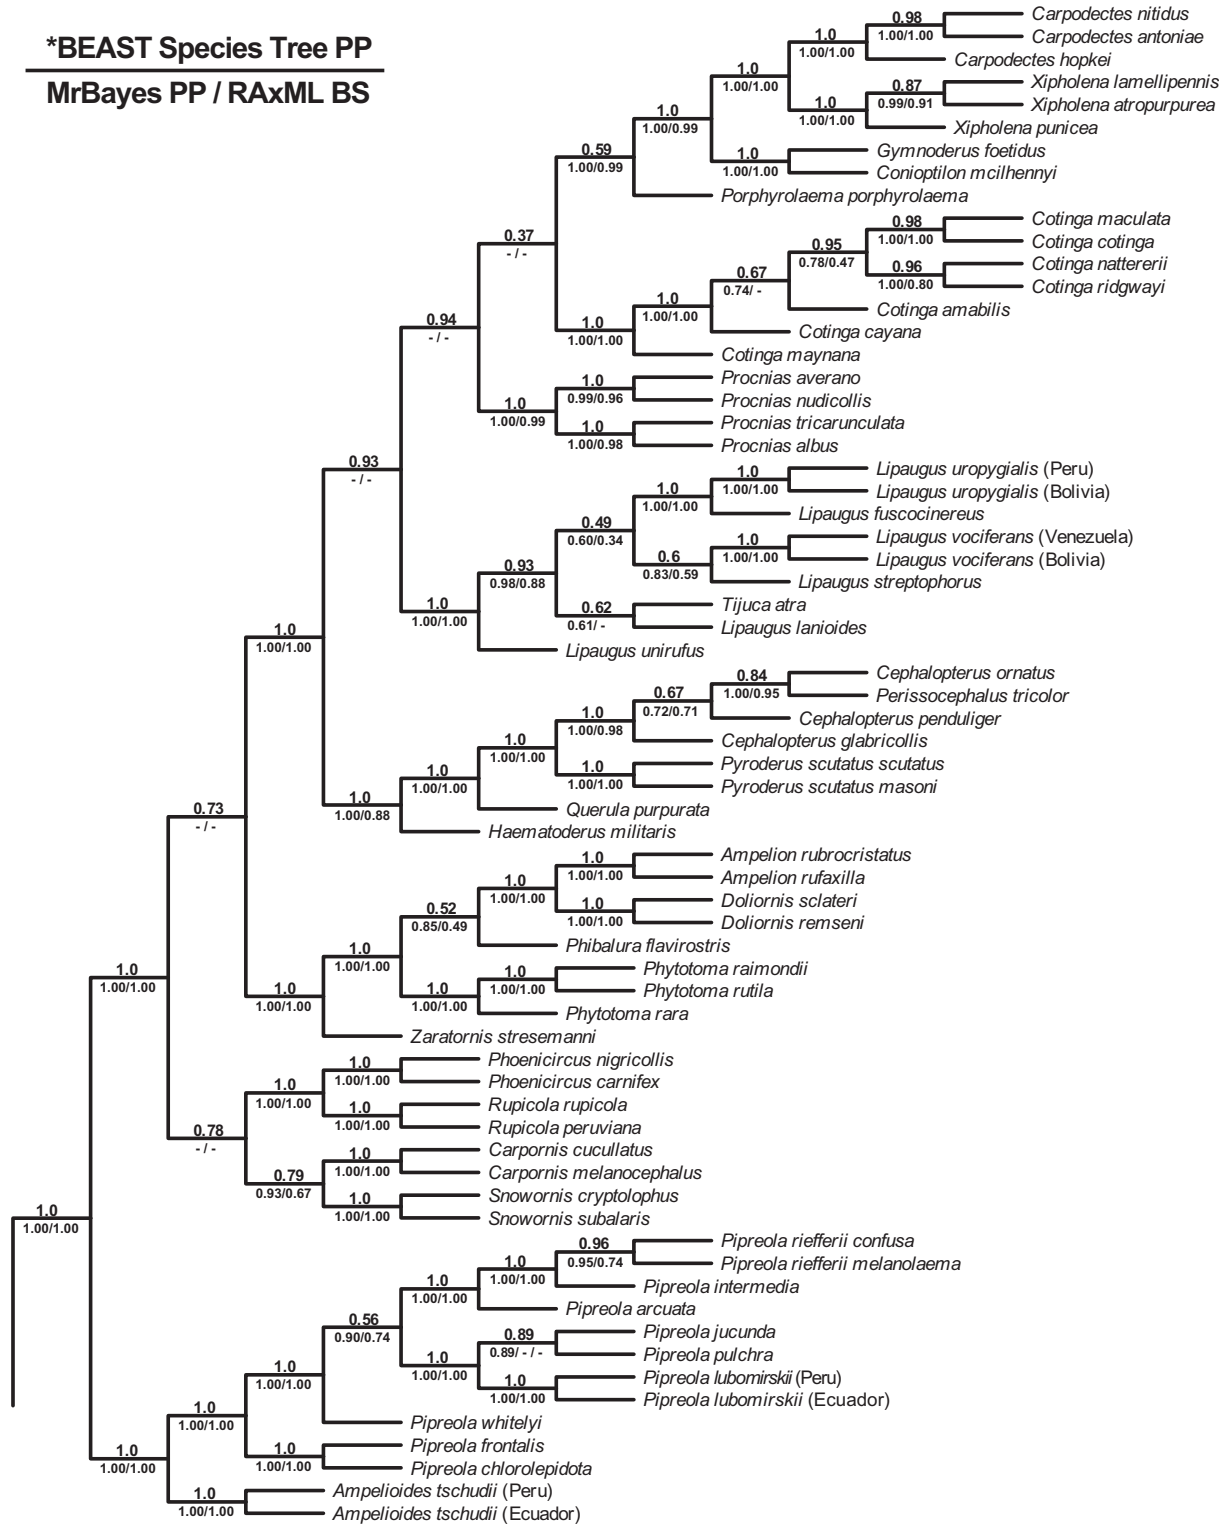 *BEAST Species Tree PP
MrBayes PP / RAxML BS
0.98
1.00/1.00
Carpodectes nitidus
Carpodectes antoniae
1.0
1.00/1.00
Carpodectes hopkei
1.0
1.00/1.00
Xipholena lamellipennis
0.87
0.99/0.91
Xipholena atropurpurea
1.0
1.00/1.00
Xipholena punicea
1.0
1.00/0.99
Gymnoderus foetidus
1.0
1.00/1.00
Conioptilon mcilhennyi
0.59
1.00/0.99
Porphyrolaema porphyrolaema
0.37
- / -
0.98
1.00/1.00
Cotinga maculata
Cotinga cotinga
0.95
0.78/0.47
Cotinga nattererii
0.96
1.00/0.80
Cotinga ridgwayi
0.67
0.74/ -
Cotinga amabilis
1.0
1.00/1.00
Cotinga cayana
1.0
1.00/1.00
Cotinga maynana
0.94
- / -
1.0
0.99/0.96
Procnias averano
Procnias nudicollis
1.0
1.00/0.99
Procnias tricarunculata
1.0
1.00/0.98
Procnias albus
0.93
- / -
1.0
1.00/1.00
Lipaugus uropygialis (Peru)
Lipaugus uropygialis (Bolivia)
1.0
1.00/1.00
Lipaugus fuscocinereus
0.49
0.60/0.34
Lipaugus vociferans (Venezuela)
1.0
1.00/1.00
Lipaugus vociferans (Bolivia)
0.6
0.83/0.59
Lipaugus streptophorus
0.93
0.98/0.88
Tijuca atra
0.62
0.61/ -
Lipaugus lanioides
1.0
1.00/1.00
Lipaugus unirufus
1.0
1.00/1.00
0.84
1.00/0.95
Cephalopterus ornatus
Perissocephalus tricolor
0.67
0.72/0.71
Cephalopterus penduliger
1.0
1.00/0.98
Cephalopterus glabricollis
1.0
1.00/1.00
Pyroderus scutatus scutatus
1.0
1.00/1.00
Pyroderus scutatus masoni
1.0
1.00/1.00
Querula purpurata
1.0
1.00/0.88
Haematoderus militaris
0.73
- / -
1.0
1.00/1.00
Ampelion rubrocristatus
Ampelion rufaxilla
1.0
1.00/1.00
Doliornis sclateri
1.0
1.00/1.00
Doliornis remseni
0.52
0.85/0.49
Phibalura flavirostris
1.0
1.00/1.00
1.0
1.00/1.00
Phytotoma raimondii
Phytotoma rutila
1.0
1.00/1.00
Phytotoma rara
1.0
1.00/1.00
Zaratornis stresemanni
1.0
1.00/1.00
1.0
1.00/1.00
Phoenicircus nigricollis
Phoenicircus carnifex
1.0
1.00/1.00
Rupicola rupicola
1.0
1.00/1.00
Rupicola peruviana
0.78
- / -
Carpornis cucullatus
1.0
1.00/1.00
Carpornis melanocephalus
0.79
0.93/0.67
Snowornis cryptolophus
1.0
1.00/1.00
Snowornis subalaris
1.0
1.00/1.00
0.96
0.95/0.74
Pipreola riefferii confusa
Pipreola riefferii melanolaema
1.0
1.00/1.00
Pipreola intermedia
1.0
1.00/1.00
Pipreola arcuata
0.56
0.90/0.74
Pipreola jucunda
0.89
0.89/ - / -
Pipreola pulchra
1.0
1.00/1.00
Pipreola lubomirskii (Peru)
1.0
1.00/1.00
Pipreola lubomirskii (Ecuador)
1.0
1.00/1.00
Pipreola whitelyi
1.0
1.00/1.00
Pipreola frontalis
1.0
1.00/1.00
Pipreola chlorolepidota
1.0
1.00/1.00
Ampelioides tschudii (Peru)
1.0
1.00/1.00
Ampelioides tschudii (Ecuador)